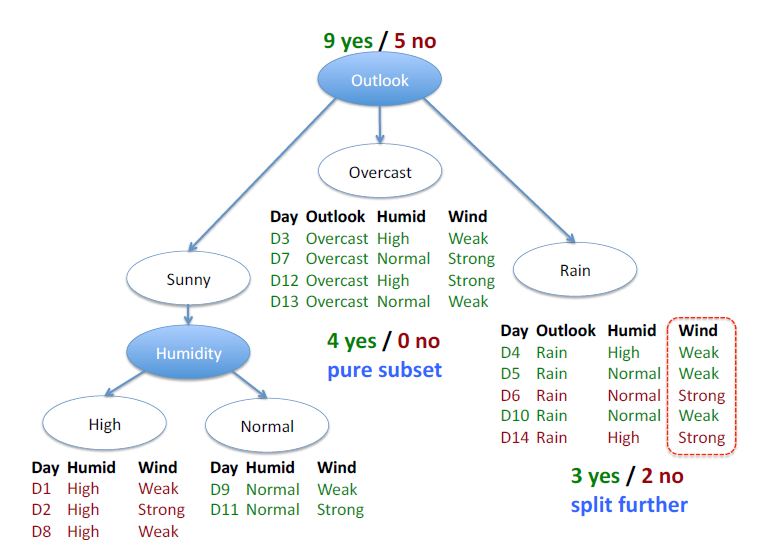 9 yes / 5 no
Outlook
Overcast
Day Outlook Humid Wind
D3 Overcast High Weak
D7 Overcast Normal Strong
D12 Overcast High Strong
D13 Overcast Normal Weak
4 yes / 0 no
pure subset
Sunny
Humidity
High
Day Humid Wind
D1 High Weak
D2 High Strong
D8 High Weak
Normal
Day Humid Wind
D9 Normal Weak
D11 Normal Strong
Rain
Day Outlook Humid Wind
D4 Rain High Weak
D5 Rain Normal Weak
D6 Rain Normal Strong
D10 Rain Normal Weak
D14 Rain High Strong
3 yes / 2 no
split further